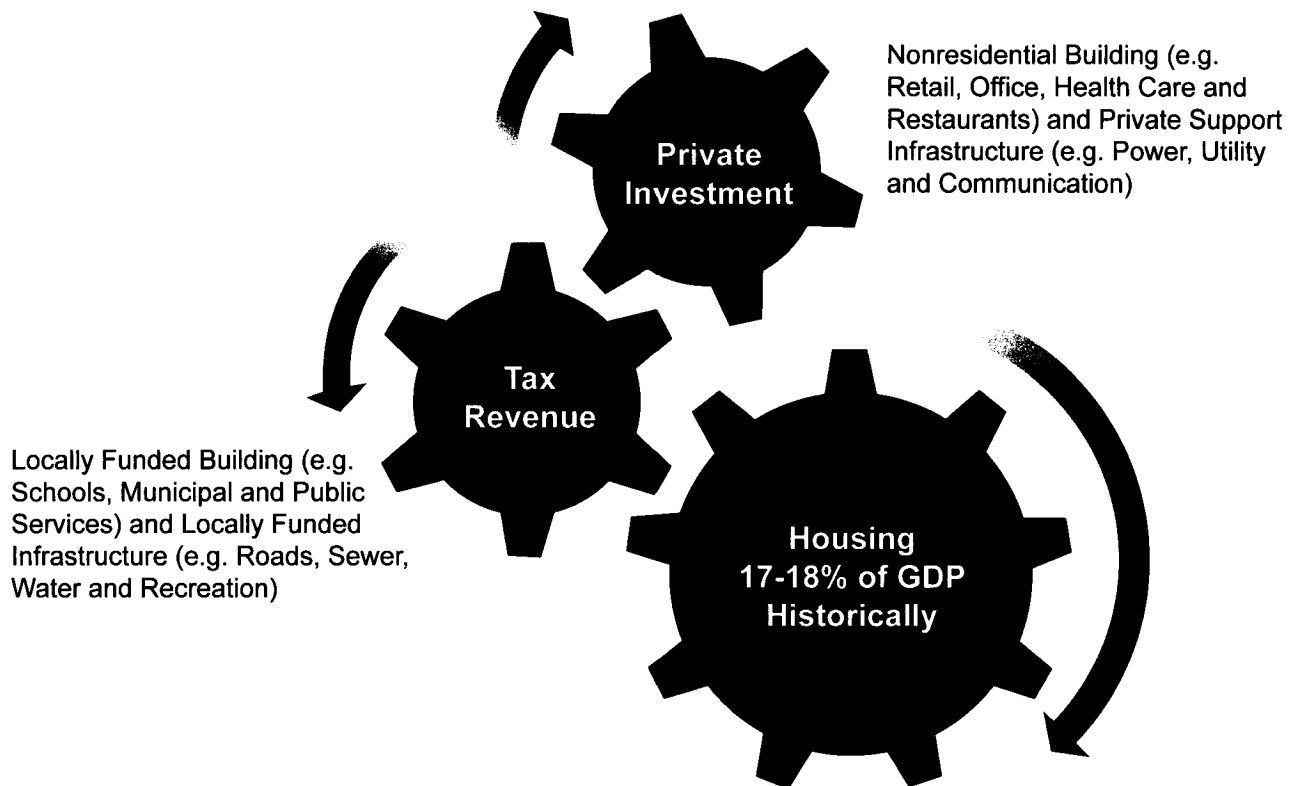 Nonresidential Building (e.g.
Retail, Office, Health Care and
Restaurants) and Private Support
Infrastructure (e.g. Power, Utility
and Communication)
Private
Investment
Tax
Revenue
Locally Funded Building (e.g.
Schools, Municipal and Public
Services) and Locally Funded
Infrastructure (e.g. Roads, Sewer,
Water and Recreation)
Housing
17-18% of GDP
Historically